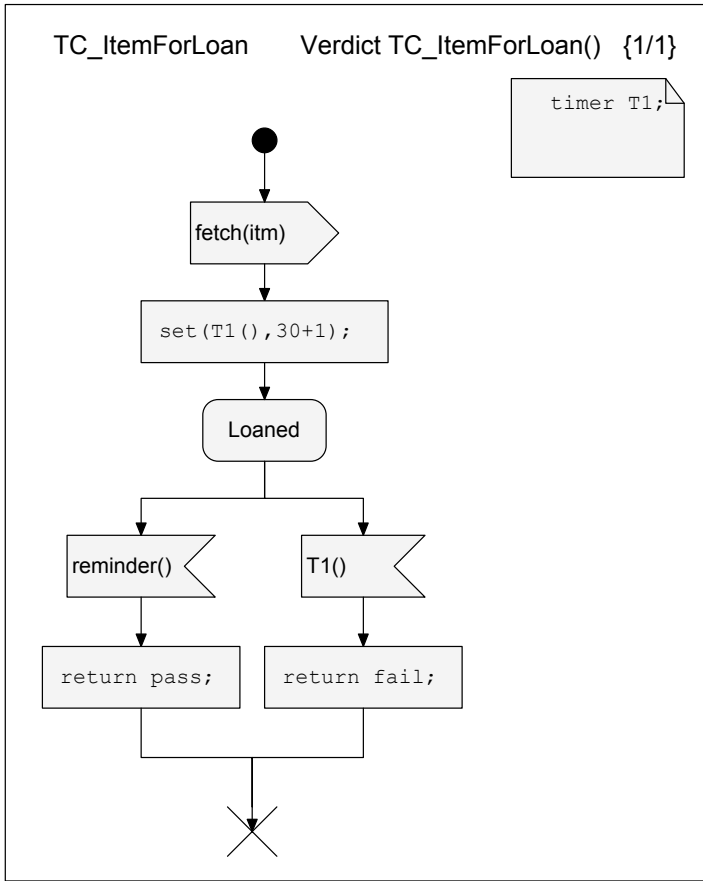 TC_ItemForLoan Verdict TC_ItemForLoan() {1/1}
timer T1;
fetch(itm)
set(T1(),30+1);
Loaned
reminder() T1()
return pass; return fail;